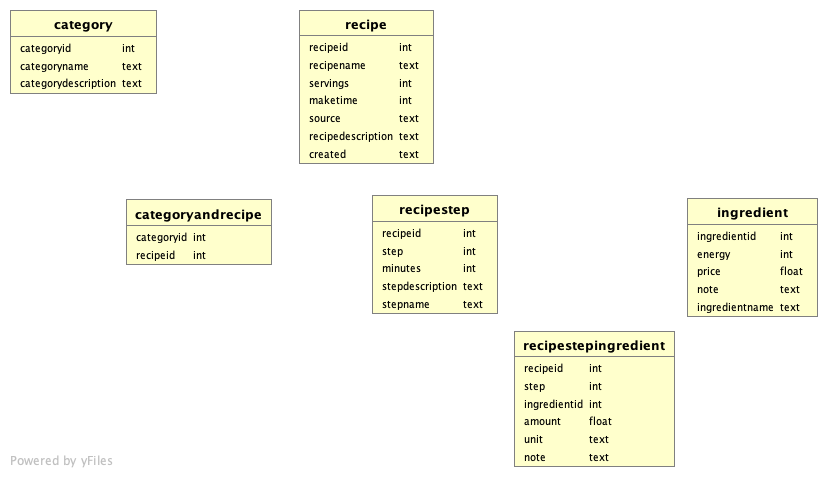 category
categoryid int
categoryname text
categorydescription text
recipe
recipeid int
recipename text
servings int
maketime int
source text
recipedescription text
created text
categoryandrecipe
categoryid int
recipeid int
recipestep
recipeid int
step int
minutes int
stepdescription text
stepname text
ingredient
ingredientid int
energy int
price float
note text
ingredientname text
recipestepingredient
recipeid int
step int
ingredientid int
amount float
unit text
note text
Powered by yFiles